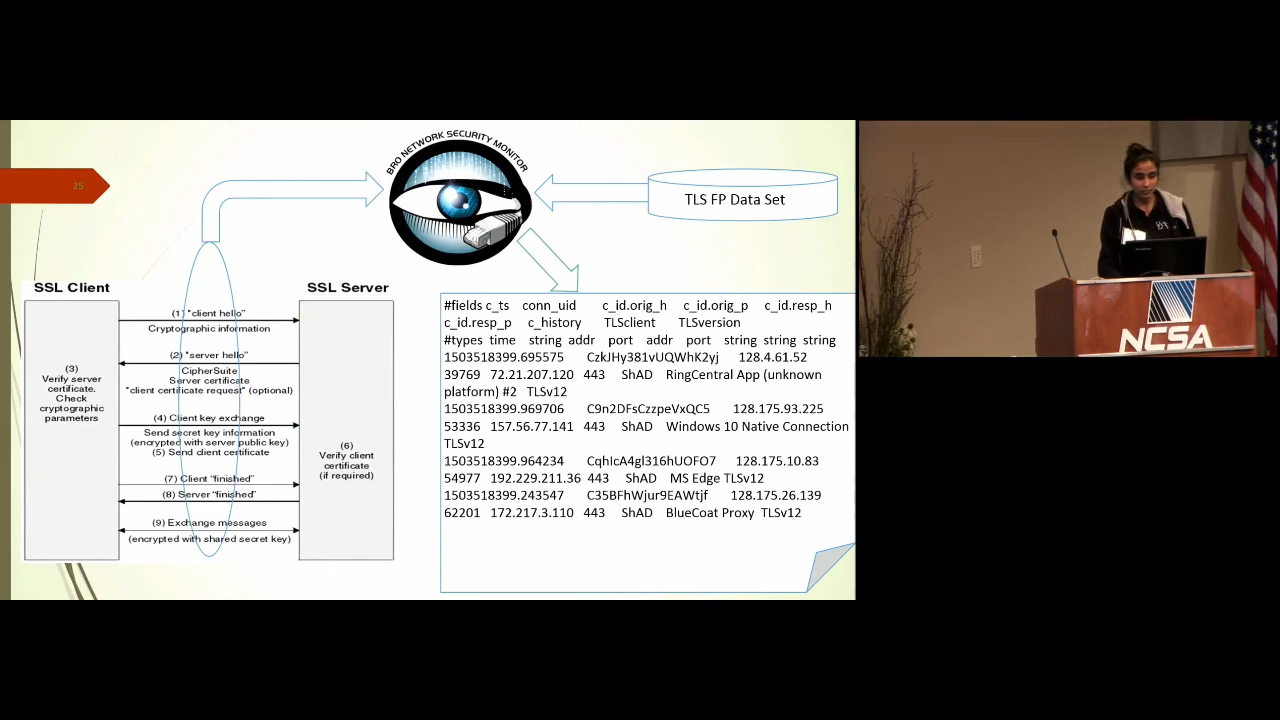 25
BRO NETWORK SECURITY MONITOR
TLS FP Data Set
SSL Client
SSL Server
(1) "client hello"
Cryptographic information
(2) "server hello"
CipherSuite
Server certificate
"client certificate request" (optional)
(3)
Verify server
certificate.
Check
cryptographic
parameters
(4) Client key exchange
Send secret key information
(encrypted with server public key)
(5) Send client certificate
(6)
Verify client
certificate
(if required)
(7) Client "finished"
(8) Server "finished"
(9) Exchange messages
(encrypted with shared secret key)
#fields c_ts conn_uid c_id.orig_h c_id.orig_p c_id.resp_h
c_id.resp_p c_history TLSclient TLSversion
#types time string addr port addr port string string string
1503518399.695575 CzkJHy381vUQWhK2yj 128.4.61.52
39769 72.21.207.120 443 ShAD RingCentral App (unknown
platform) #2 TLSv12
1503518399.969706 C9n2DFsCzzpeVxQC5 128.175.93.225
53336 157.56.77.141 443 ShAD Windows 10 Native Connection
TLSv12
1503518399.964234 CqhIcA4gl316hUOFO7 128.175.10.83
54977 192.229.211.36 443 ShAD MS Edge TLSv12
1503518399.243547 C35BFhWjur9EAWtjf 128.175.26.139
62201 172.217.3.110 443 ShAD BlueCoat Proxy TLSv12
NCSA